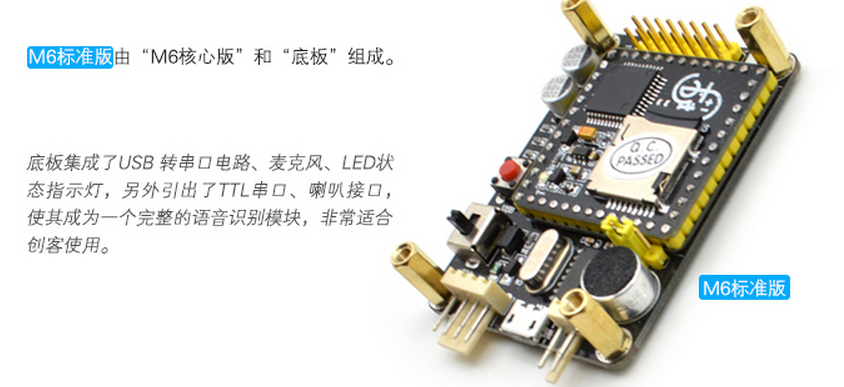 M6标准版由“M6核心版”和“底板”组成。
底板集成了USB 转串口电路、麦克风、LED状
态指示灯，另外引出了TTL串口、喇叭接口，
使其成为一个完整的语音识别模块，非常适合
创客使用。
Q.C.
PASSED
M6标准版